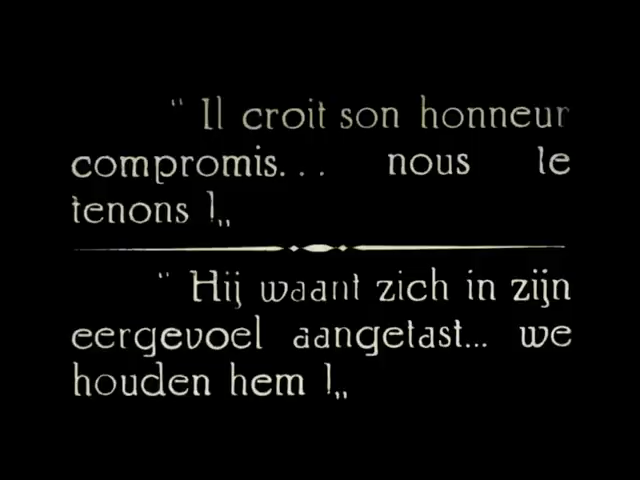 “ Il croit son honneur
compromis... nous le
tenons !„
“ Hij waant zich in zijn
eergevoel aangetast... we
houden hem !„